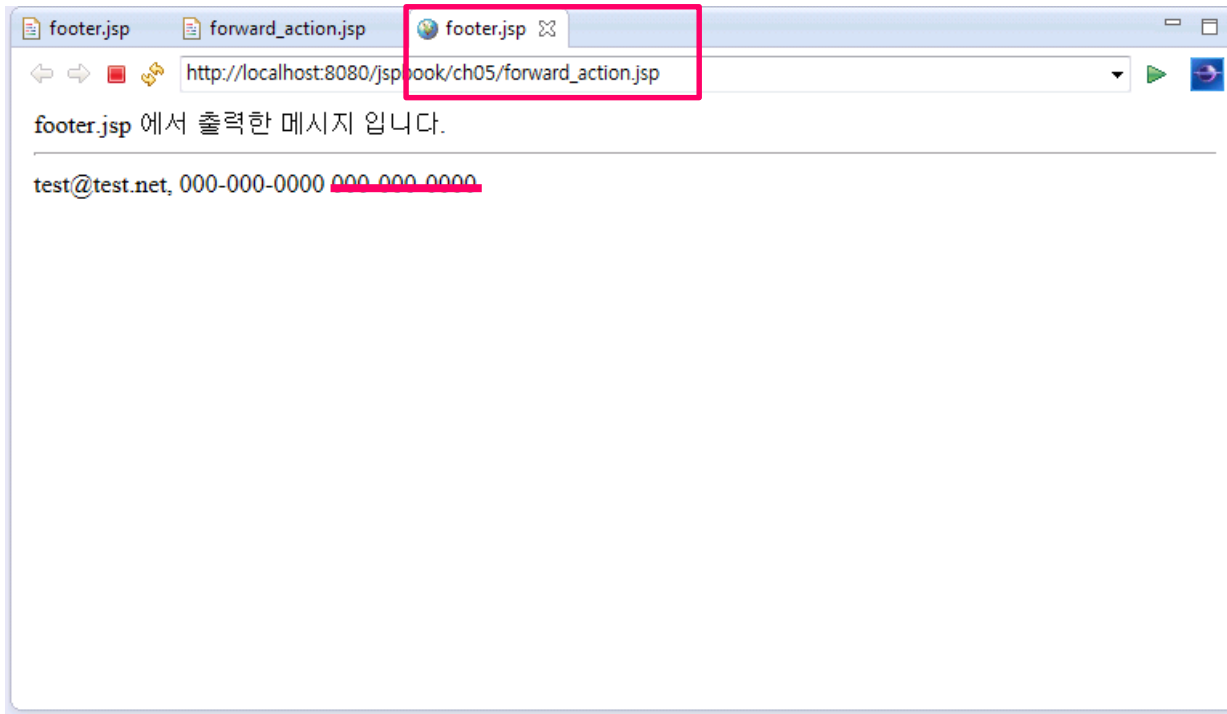 footer.jsp forward_action.jsp footer.jsp
http://localhost:8080/jspbook/ch05/forward_action.jsp
footer.jsp 에서 출력한 메시지 입니다.
test@test.net, 000-000-0000 000-000-0000